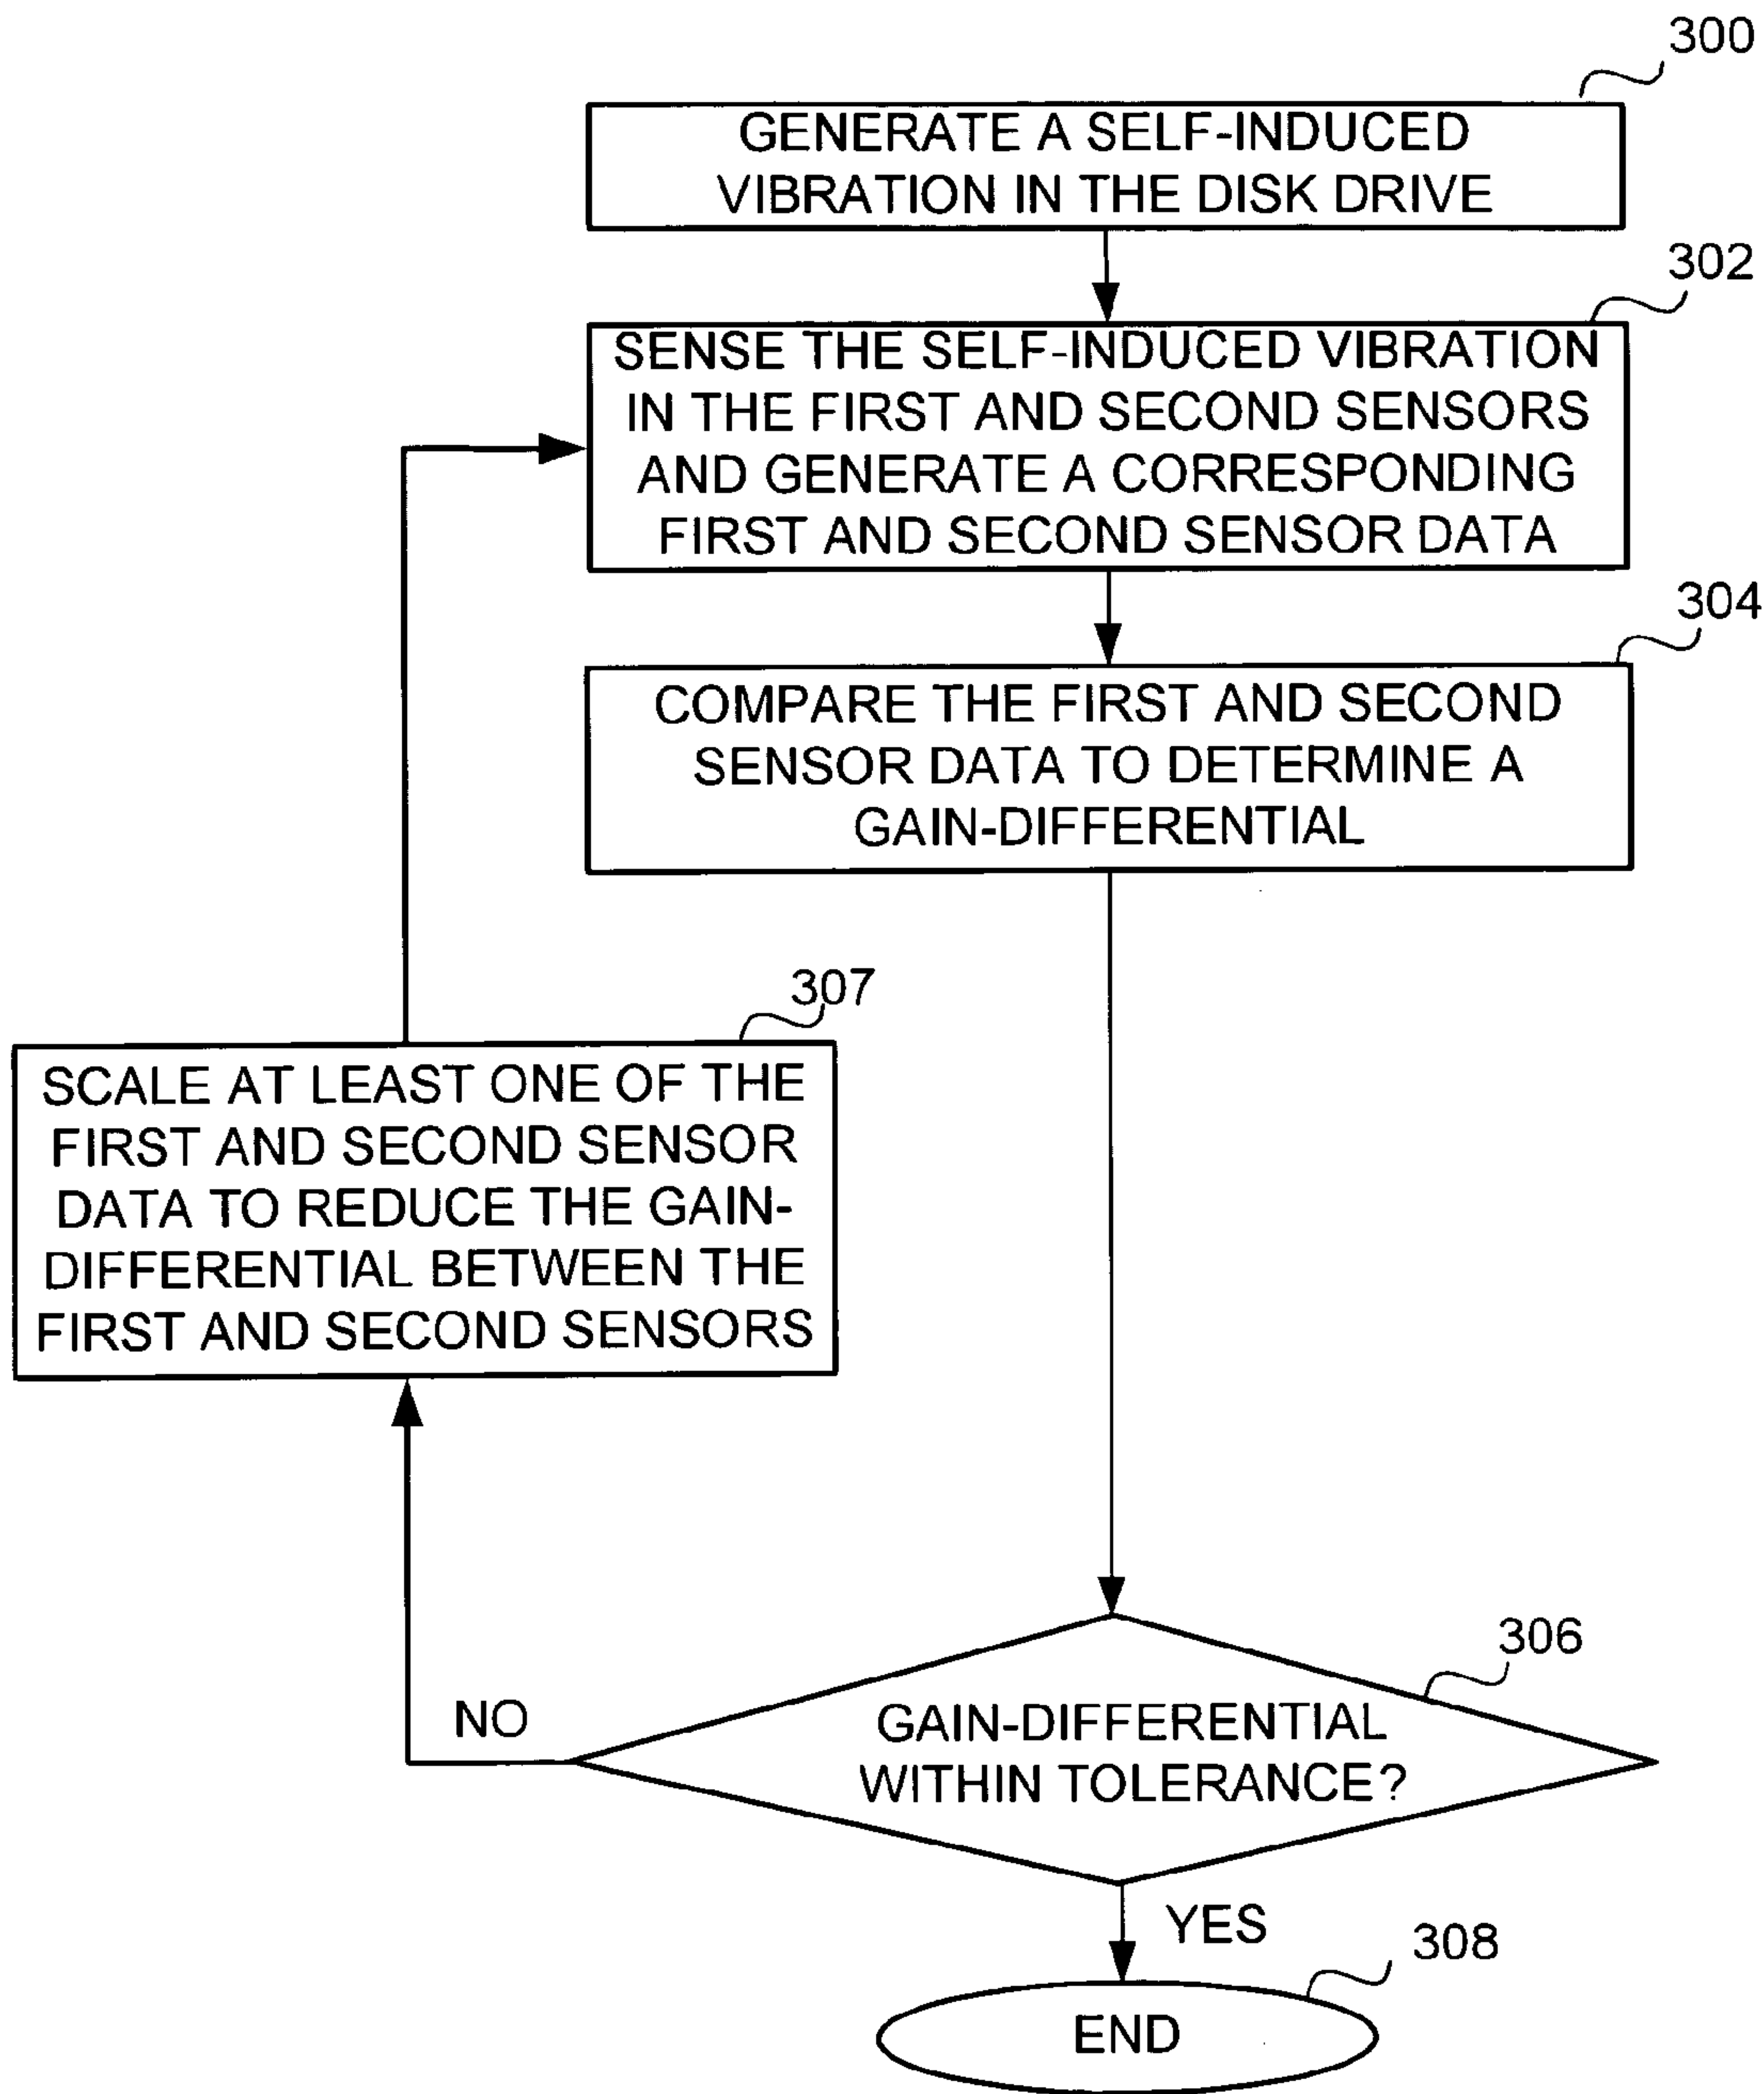 300
GENERATE A SELF-INDUCED
VIBRATION IN THE DISK DRIVE
302
SENSE THE SELF-INDUCED VIBRATION
IN THE FIRST AND SECOND SENSORS
AND GENERATE A CORRESPONDING
FIRST AND SECOND SENSOR DATA
304
COMPARE THE FIRST AND SECOND
SENSOR DATA TO DETERMINE A
GAIN-DIFFERENTIAL
307
SCALE AT LEAST ONE OF THE
FIRST AND SECOND SENSOR
DATA TO REDUCE THE GAIN-
DIFFERENTIAL BETWEEN THE
FIRST AND SECOND SENSORS
306
GAIN-DIFFERENTIAL
WITHIN TOLERANCE?
NO
YES
308
END